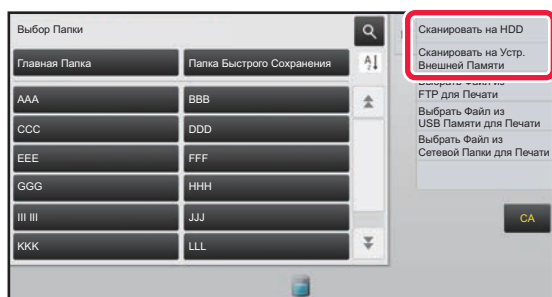 Выбор Папки
Главная Папка
Папка Быстрого Сохранения
AAA
BBB
CCC
DDD
EEE
FFF
GGG
HHH
III III
JJJ
KKK
LLL
Сканировать на HDD
Сканировать на Устр.
Внешней Памяти
FTP для Печати
Выбрать Файл из
USB Памяти для Печати
Выбрать Файл из
Сетевой Папки для Печати
CA